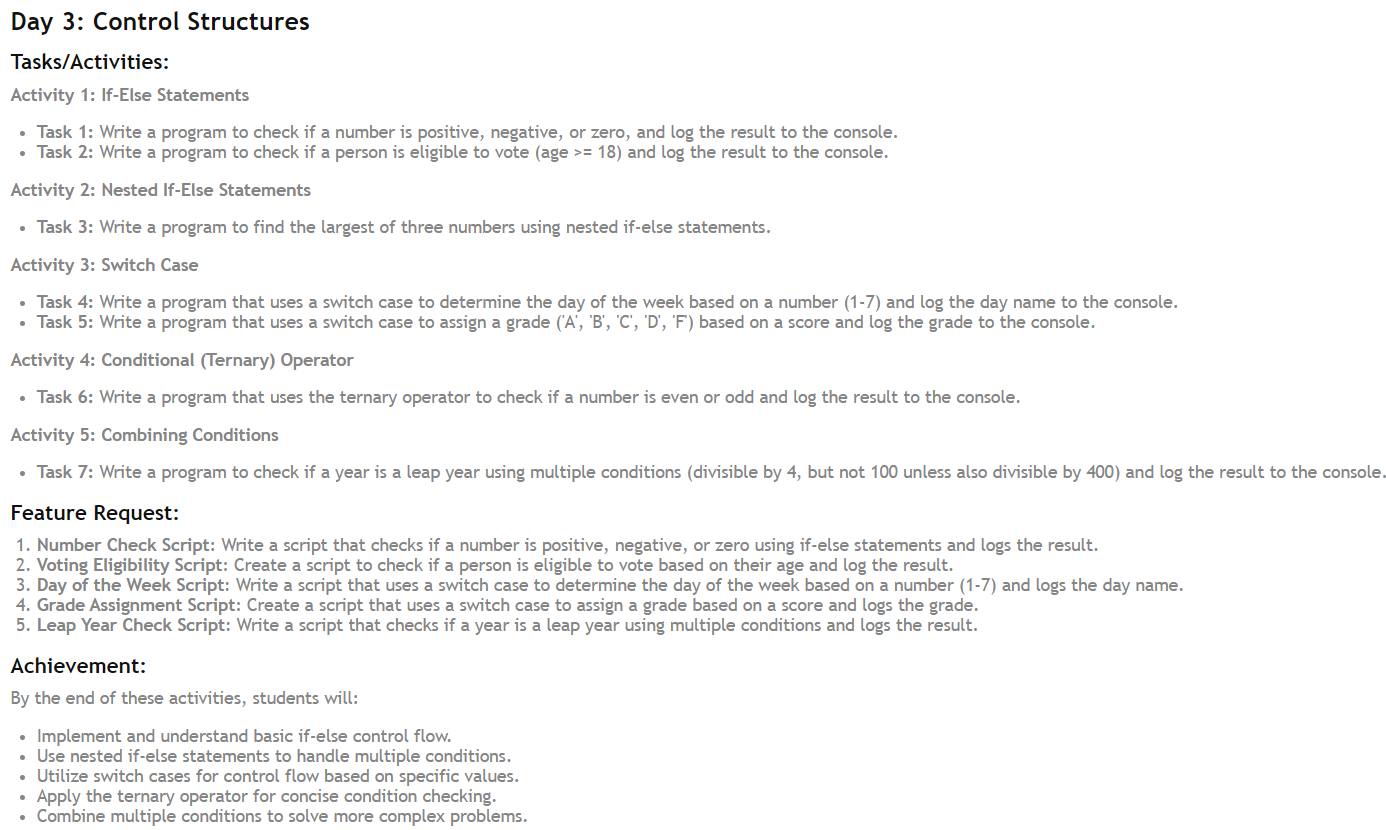 Day 3: Control Structures
Tasks/Activities:
Activity 1: If-Else Statements
• Task 1: Write a program to check if a number is positive, negative, or zero, and log the result to the console.
• Task 2: Write a program to check if a person is eligible to vote (age >= 18) and log the result to the console.
Activity 2: Nested If-Else Statements
• Task 3: Write a program to find the largest of three numbers using nested if-else statements.
Activity 3: Switch Case
• Task 4: Write a program that uses a switch case to determine the day of the week based on a number (1-7) and log the day name to the console.
• Task 5: Write a program that uses a switch case to assign a grade ('A', 'B', 'C', 'D', 'F') based on a score and log the grade to the console.
Activity 4: Conditional (Ternary) Operator
• Task 6: Write a program that uses the ternary operator to check if a number is even or odd and log the result to the console.
Activity 5: Combining Conditions
• Task 7: Write a program to check if a year is a leap year using multiple conditions (divisible by 4, but not 100 unless also divisible by 400) and log the result to the console.
Feature Request:
1. Number Check Script: Write a script that checks if a number is positive, negative, or zero using if-else statements and logs the result.
2. Voting Eligibility Script: Create a script to check if a person is eligible to vote based on their age and log the result.
3. Day of the Week Script: Write a script that uses a switch case to determine the day of the week based on a number (1-7) and logs the day name.
4. Grade Assignment Script: Create a script that uses a switch case to assign a grade based on a score and logs the grade.
5. Leap Year Check Script: Write a script that checks if a year is a leap year using multiple conditions and logs the result.
Achievement:
By the end of these activities, students will:
• Implement and understand basic if-else control flow.
• Use nested if-else statements to handle multiple conditions.
• Utilize switch cases for control flow based on specific values.
• Apply the ternary operator for concise condition checking.
• Combine multiple conditions to solve more complex problems.